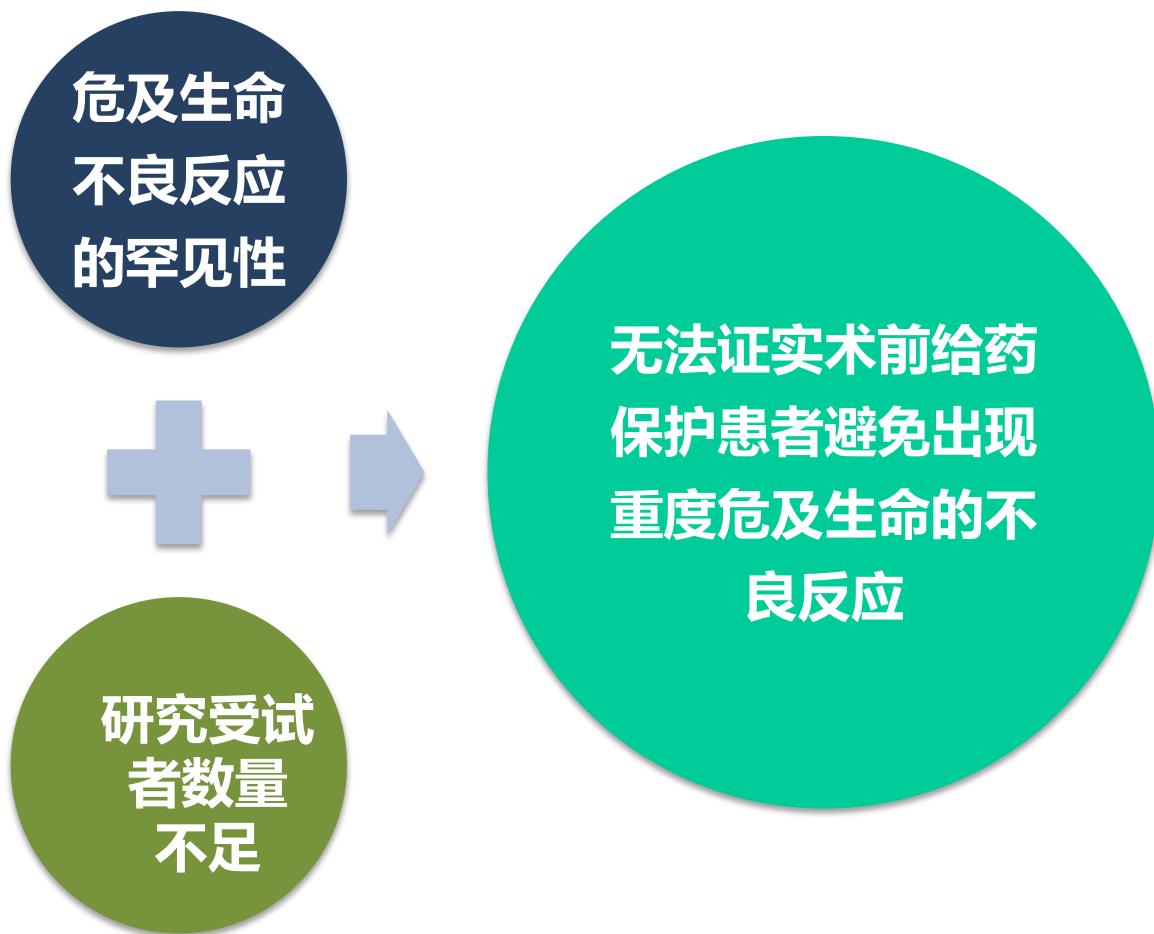 危及生命
不良反应
的罕见性
研究受试
者数量
不足
无法证实术前给药
保护患者避免出现
重度危及生命的不
良反应